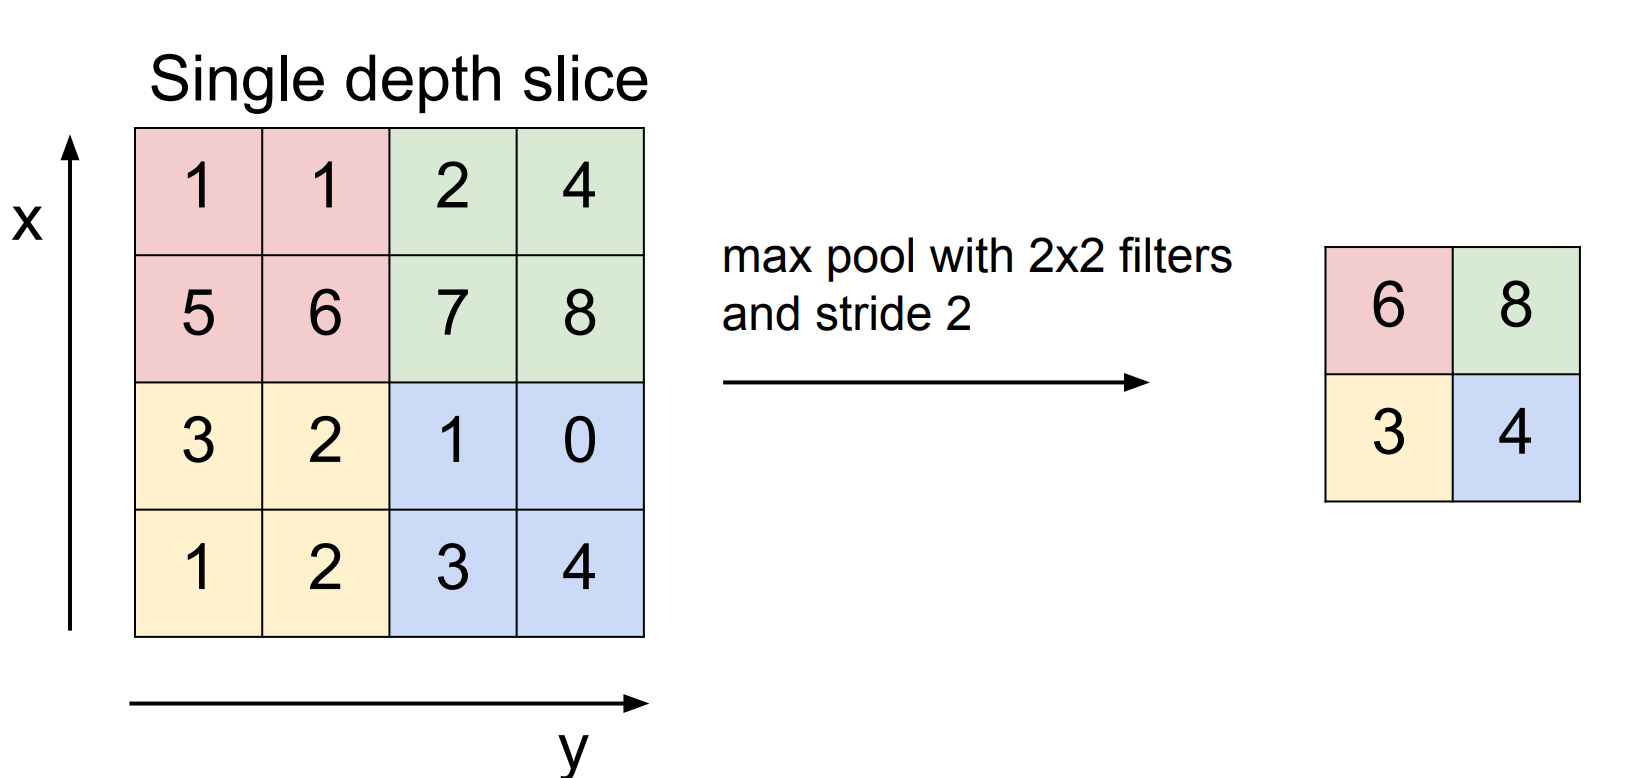 Single depth slice
x
1 1 2 4
5 6 7 8
3 2 1 0
1 2 3 4
y
max pool with 2x2 filters
and stride 2
6 8
3 4